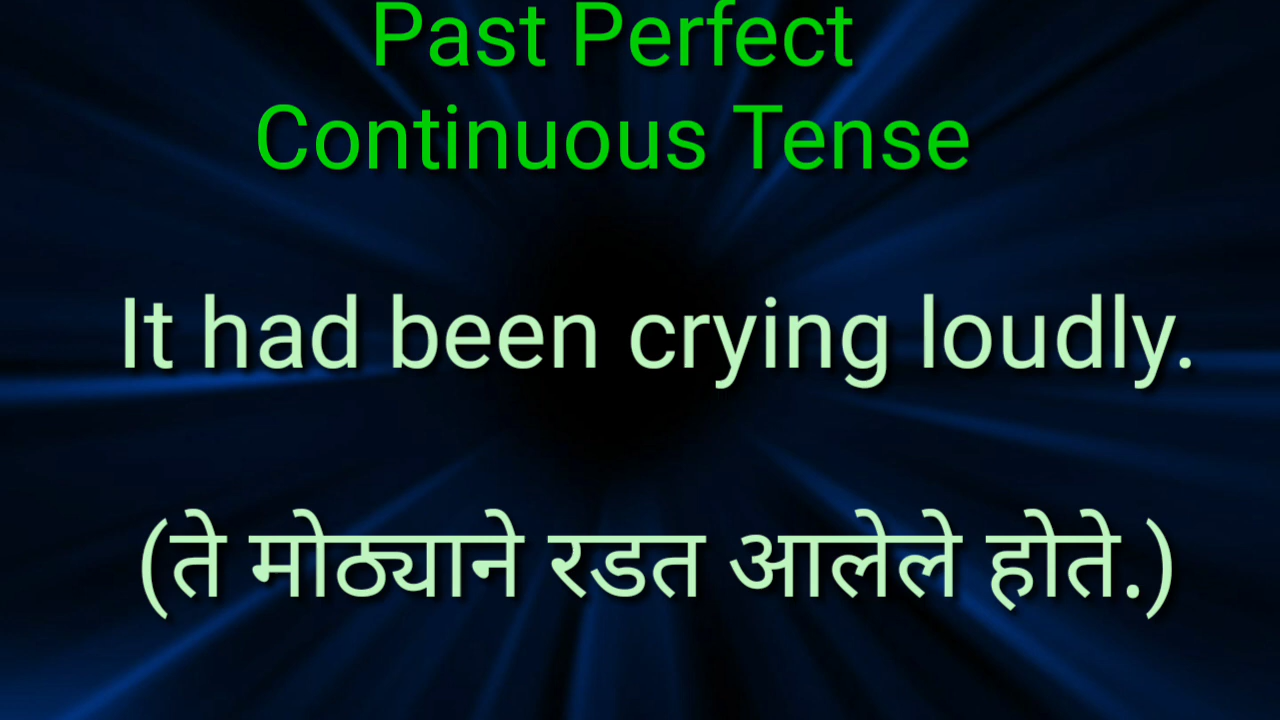 Past Perfect
Continuous Tense
It had been crying loudly.
(ते मोठ्याने रडत आलेले होते.)